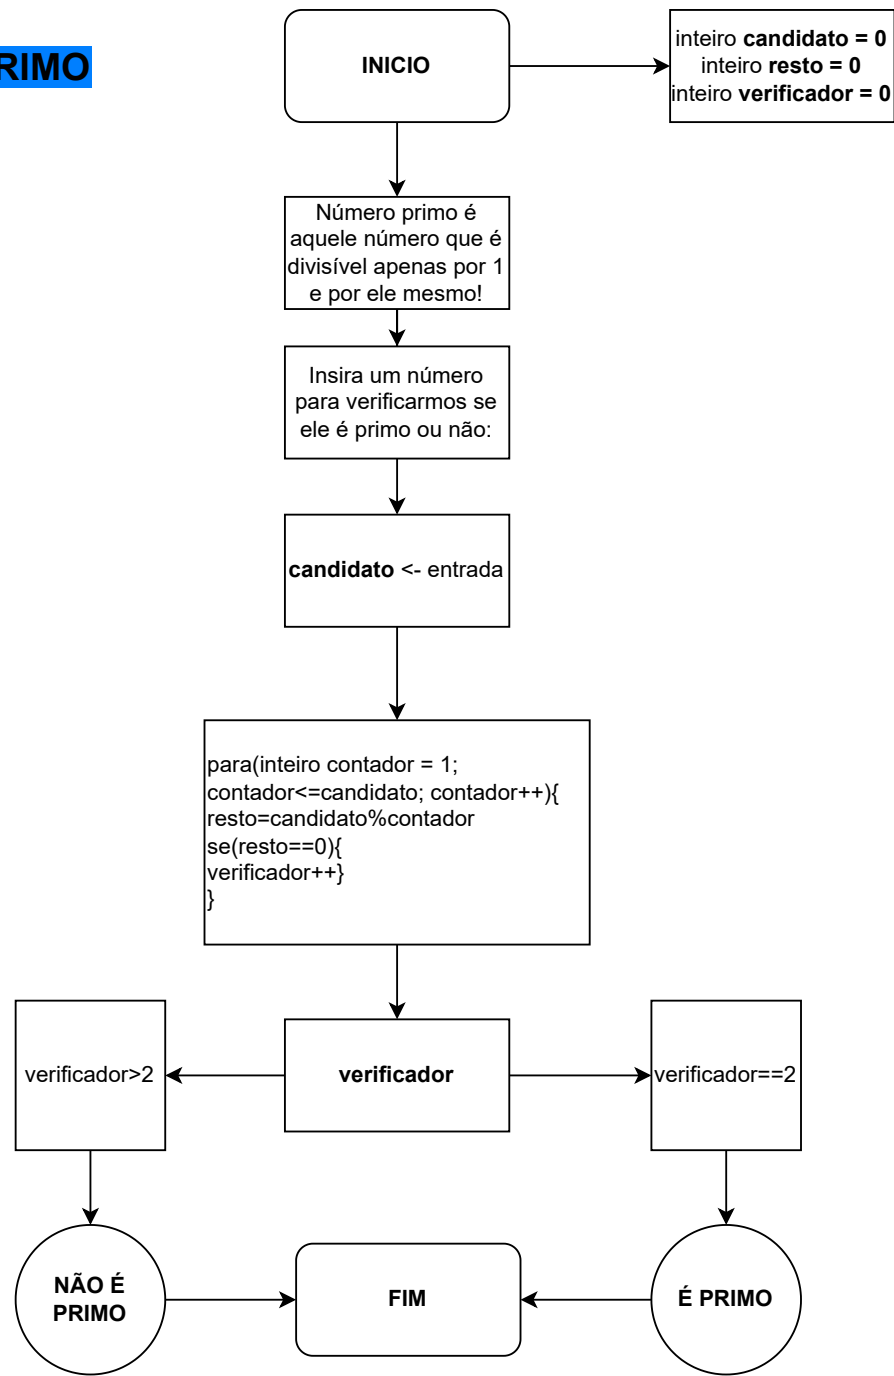 RIMO
INICIO
inteiro candidato = 0
inteiro resto = 0
inteiro verificador = 0
Número primo é
aquele número que é
divisível apenas por 1
e por ele mesmo!
Insira um número
para verificarmos se
ele é primo ou não:
candidato <- entrada
para(inteiro contador = 1;
contador<=candidato; contador++){
resto=candidato%contador
se(resto==0){
verificador++}
}
verificador>2
verificador
verificador==2
NÃO É
PRIMO
FIM
É PRIMO